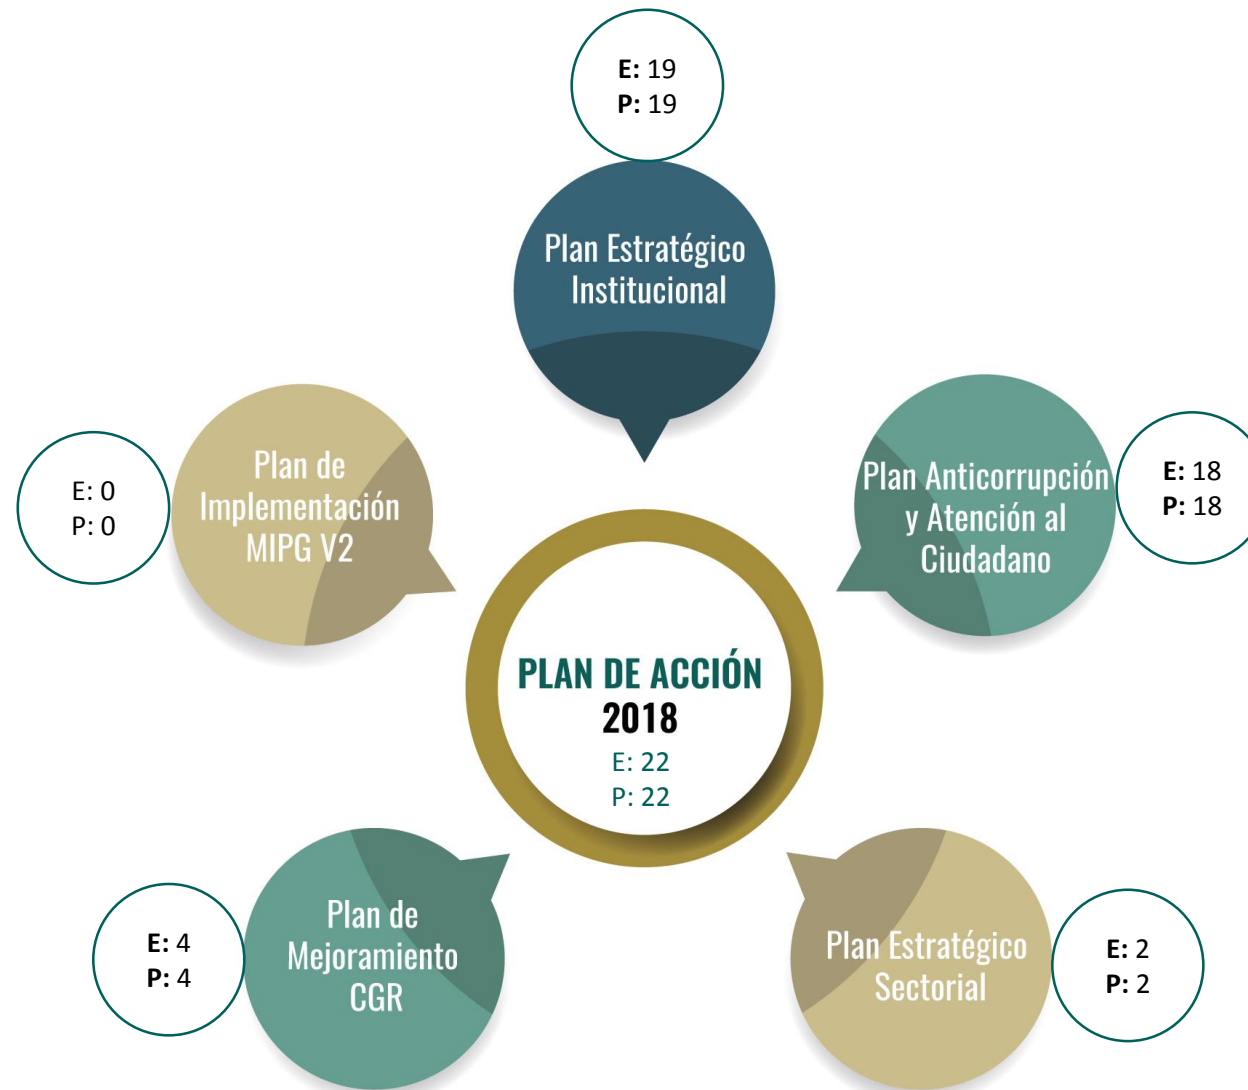 E: 19
P: 19
Plan Estratégico
Institucional
Plan de
Implementación
MIPG V2
E: 0
P: 0
Plan Anticorrupción
y Atención al
Ciudadano
E: 18
P: 18
PLAN DE ACCIÓN
2018
E: 22
P: 22
Plan de
Mejoramiento
CGR
E: 4
P: 4
Plan Estratégico
Sectorial
E: 2
P: 2